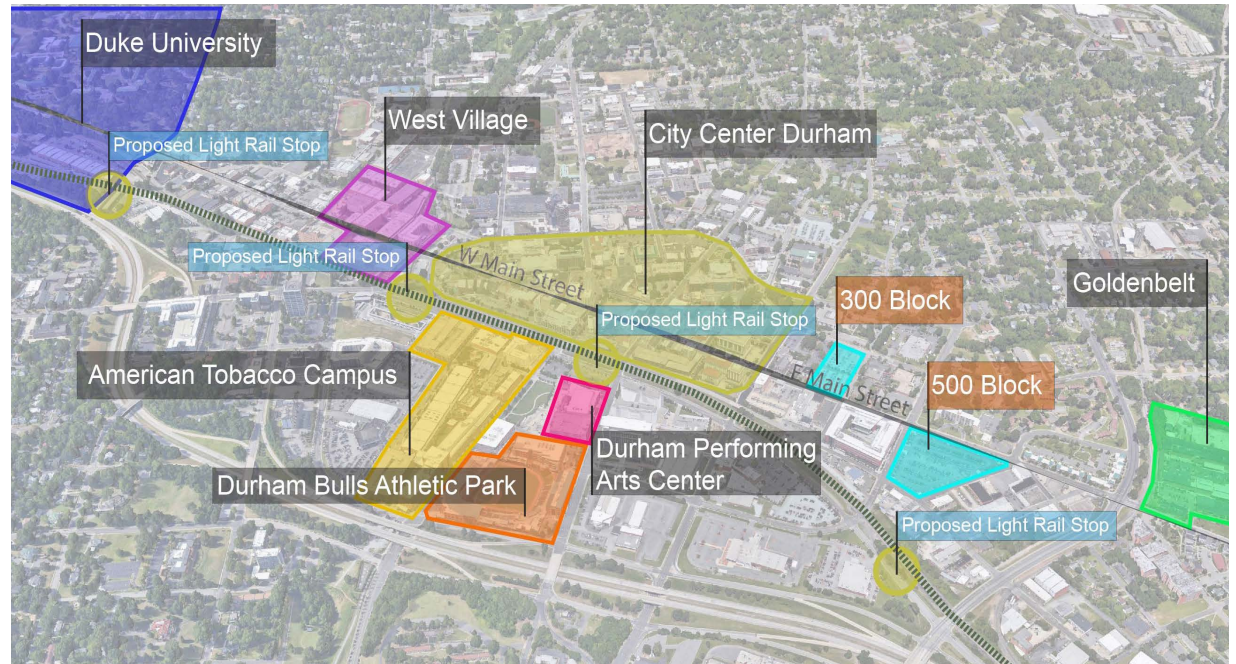 Duke University
West Village
City Center Durham
Proposed Light Rail Stop
Proposed Light Rail Stop
W Main Street
Goldenbelt
300 Block
Proposed Light Rail Stop
American Tobacco Campus
E Main Street
500 Block
Durham Performing
Arts Center
Durham Bulls Athletic Park
Proposed Light Rail Stop